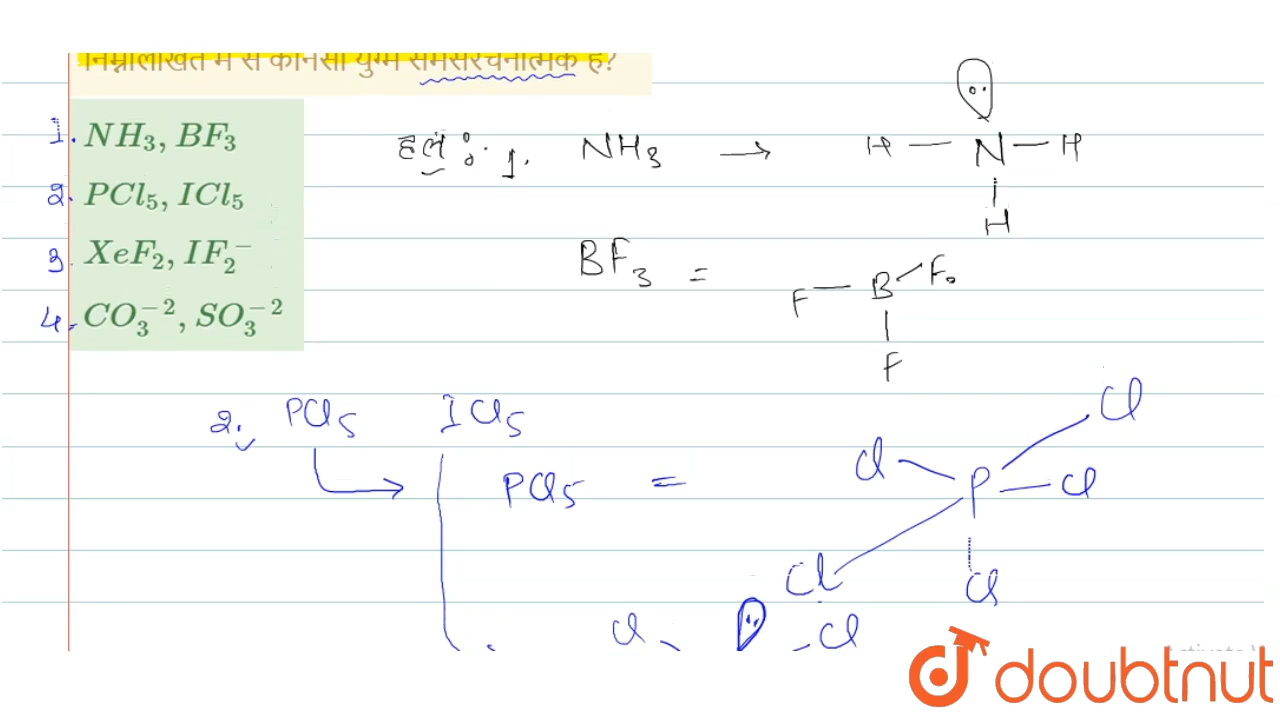 निम्नलिखित में से कौनसा युग्म समसंरचनात्मक है?
1. NH₃, BF₃
2. PCl₅, ICl₅
3. XeF₂, IF₂⁻
4. CO₃⁻², SO₃⁻²
हल : 1. NH₃ → H — N — H
H
BF₃ = F — B F
F
2. PCl₅ ICl₅
PCl₅ = Cl P Cl Cl
Cl Cl
Cl Cl
doubtnut